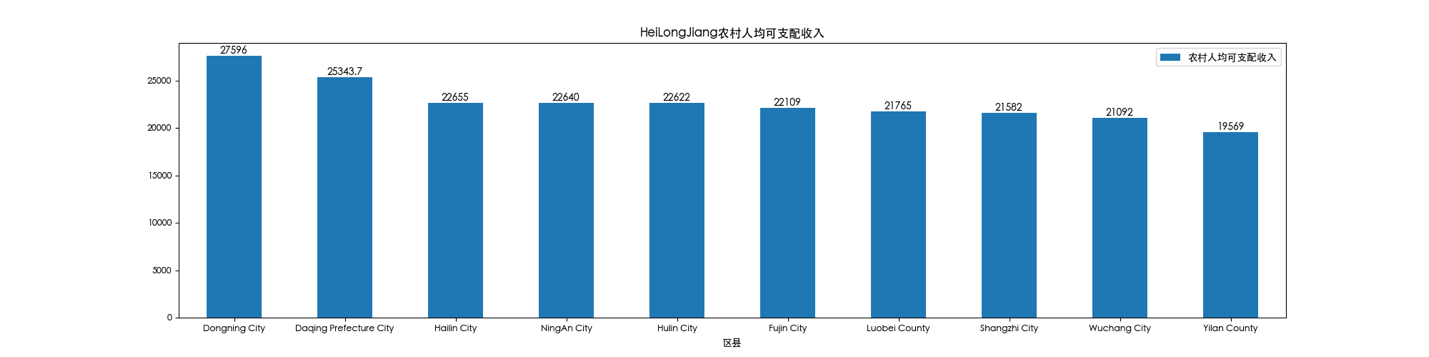 HeiLongJiang农村人均可支配收入
农村人均可支配收入
27596
25343.7
22655
22640
22622
22109
21765
21582
21092
19569
25000
20000
15000
10000
5000
0
Dongning City
Daqing Prefecture City
Hailin City
NingAn City
Hulin City
Fujin City
Luobei County
Shangzhi City
Wuchang City
Yilan County
区县